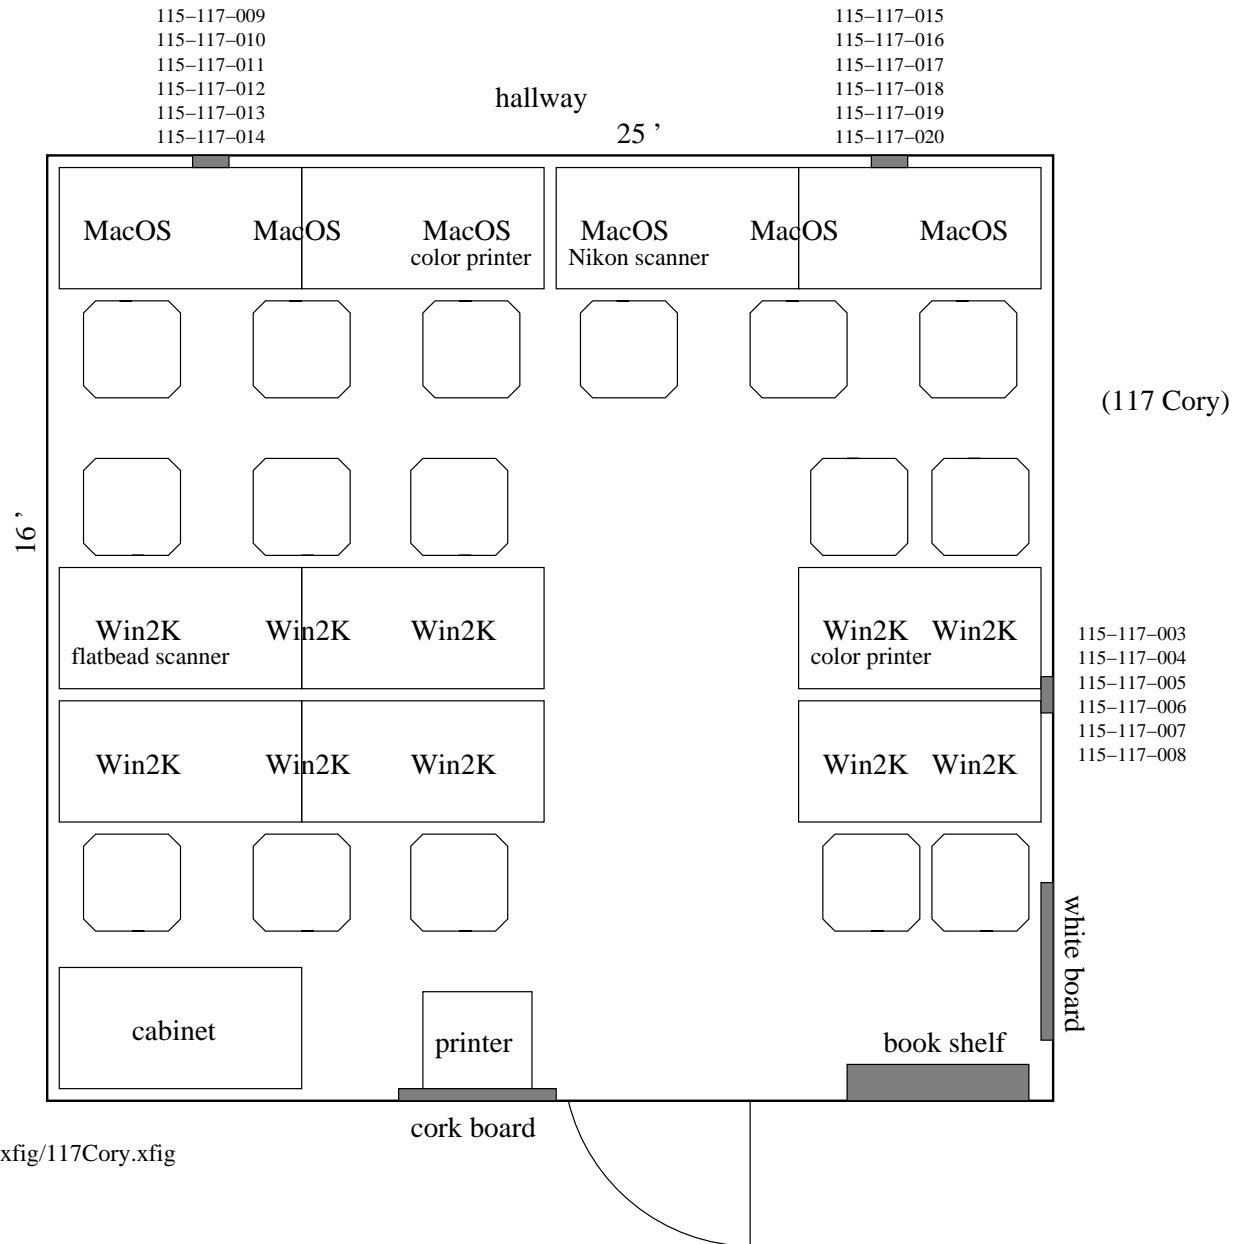 115–117–009
115–117–010
115–117–011
115–117–012
115–117–013
115–117–014
hallway
25 ’
115–117–015
115–117–016
115–117–017
115–117–018
115–117–019
115–117–020
MacOS MacOS MacOS MacOS MacOS MacOS
color printer Nikon scanner
(117 Cory)
16 ’
Win2K Win2K Win2K Win2K Win2K
flatbead scanner color printer
115–117–003
115–117–004
115–117–005
115–117–006
115–117–007
115–117–008
Win2K Win2K Win2K Win2K Win2K
white board
cabinet
printer
book shelf
cork board
xfig/117Cory.xfig